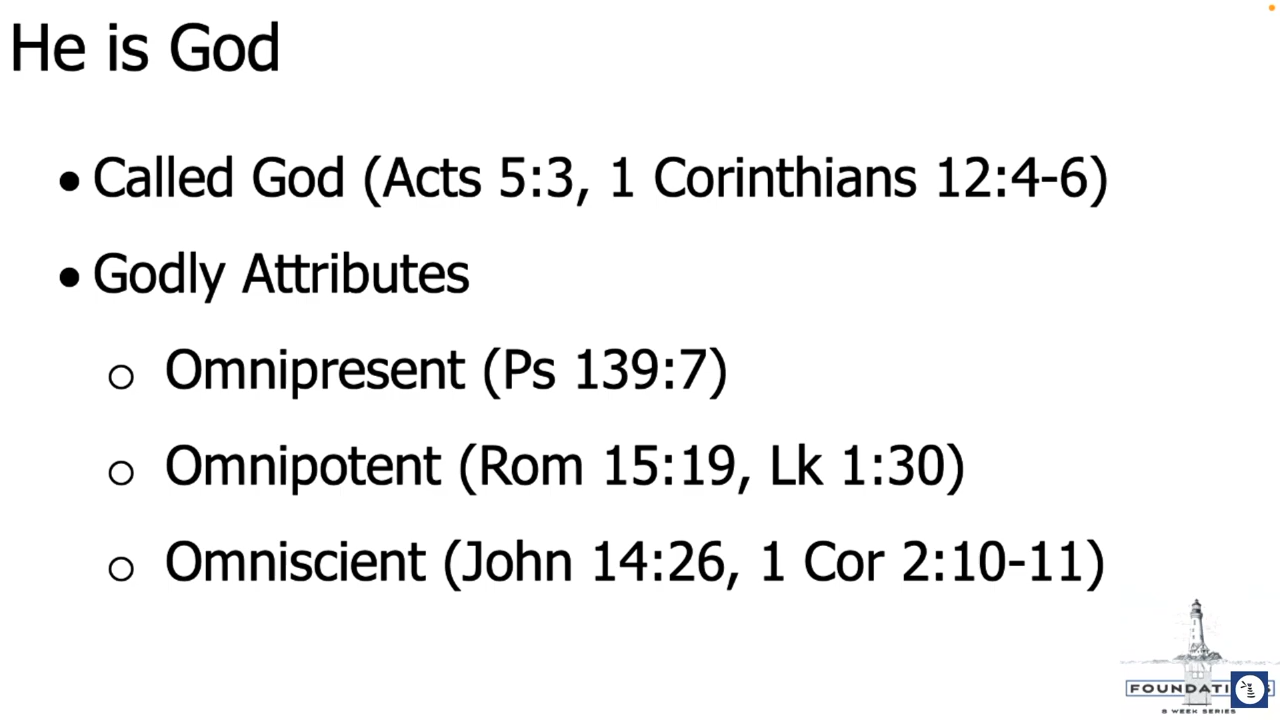 He is God
• Called God (Acts 5:3, 1 Corinthians 12:4-6)
• Godly Attributes
o Omnipresent (Ps 139:7)
o Omnipotent (Rom 15:19, Lk 1:30)
o Omniscient (John 14:26, 1 Cor 2:10-11)
8 WEEK SERIES